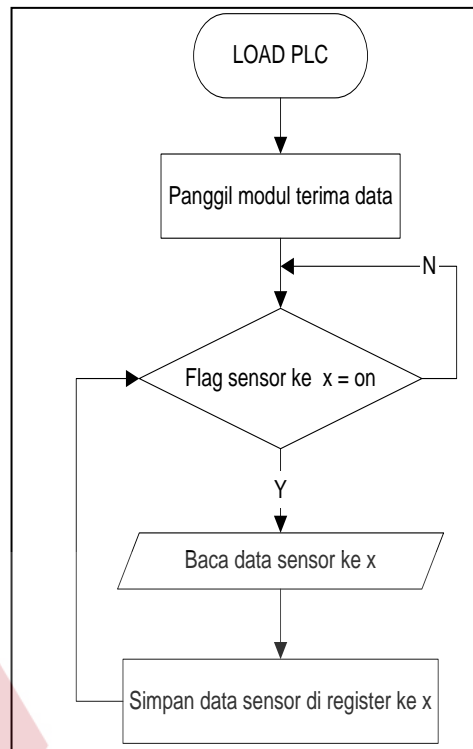 LOAD PLC
Panggil modul terima data
N
Flag sensor ke x = on
Y
Baca data sensor ke x
Simpan data sensor di register ke x